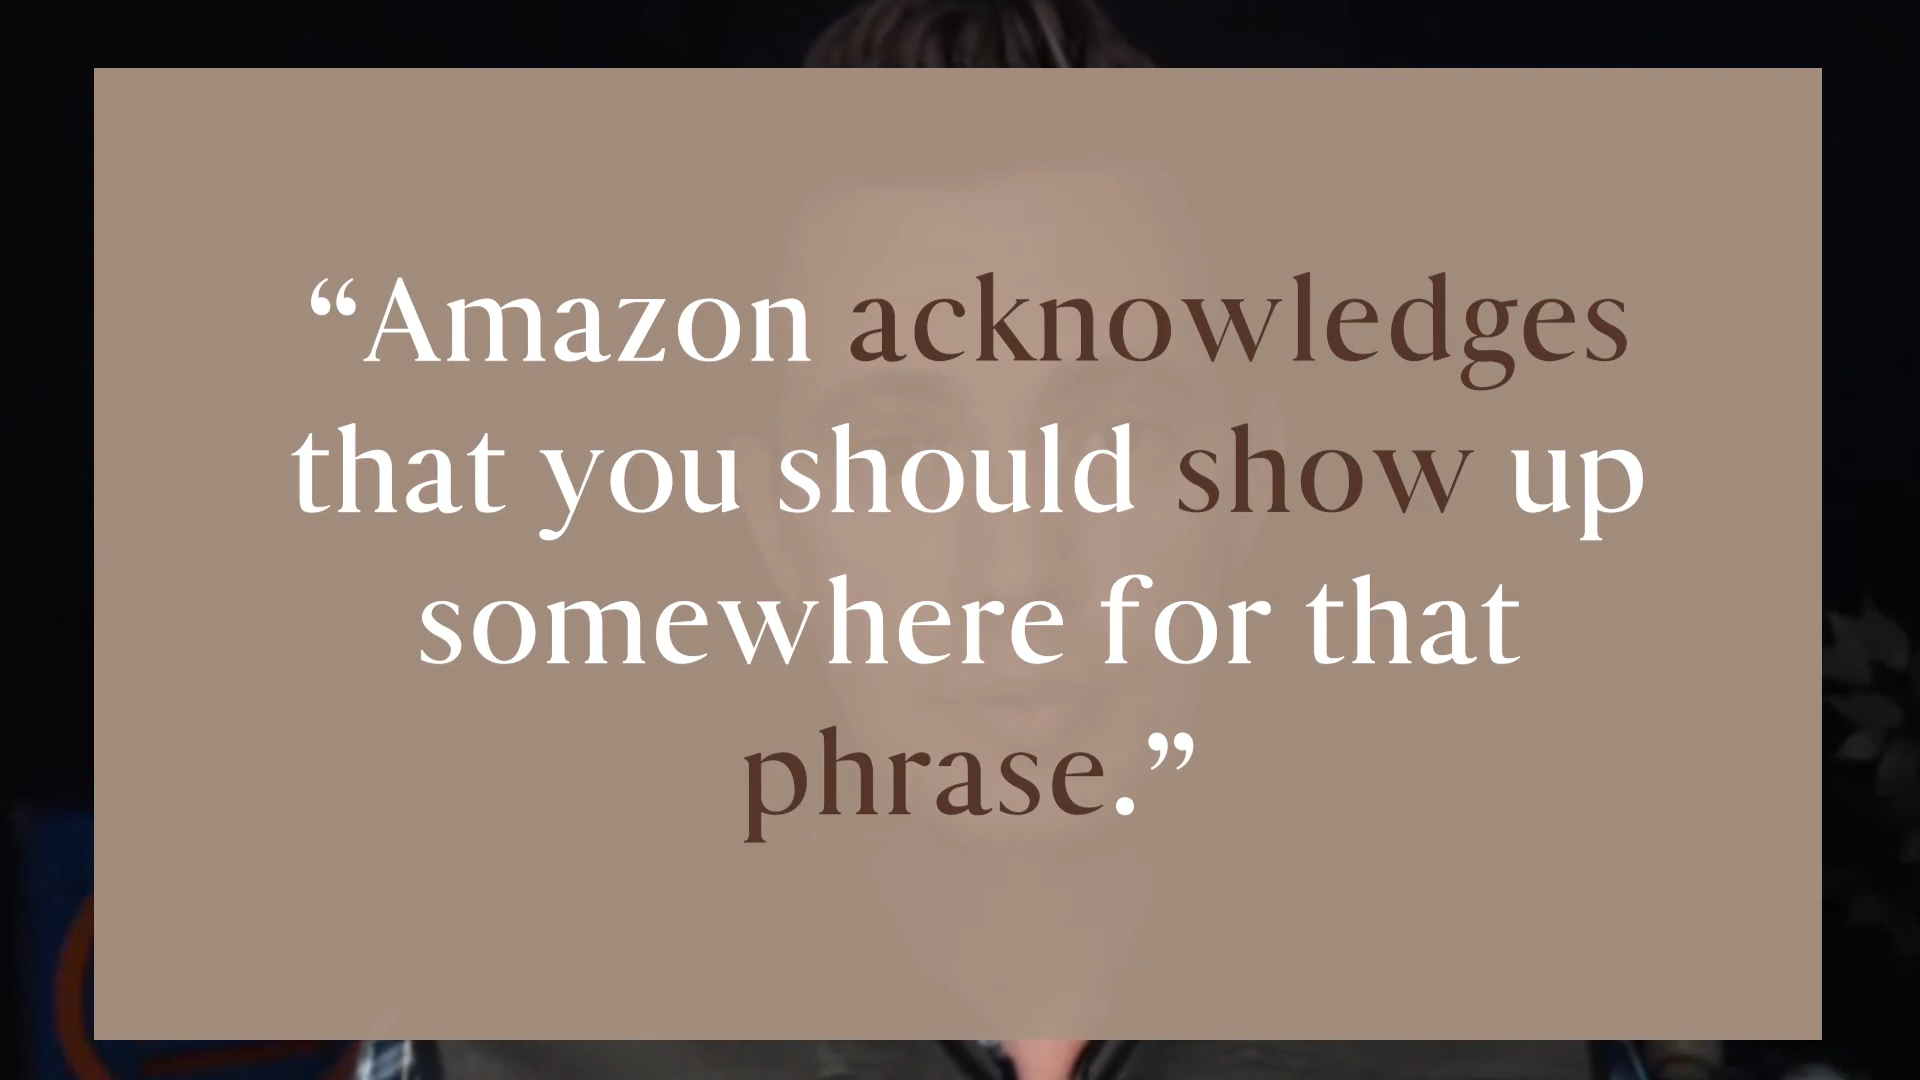 “Amazon acknowledges
that you should show up
somewhere for that
phrase.”